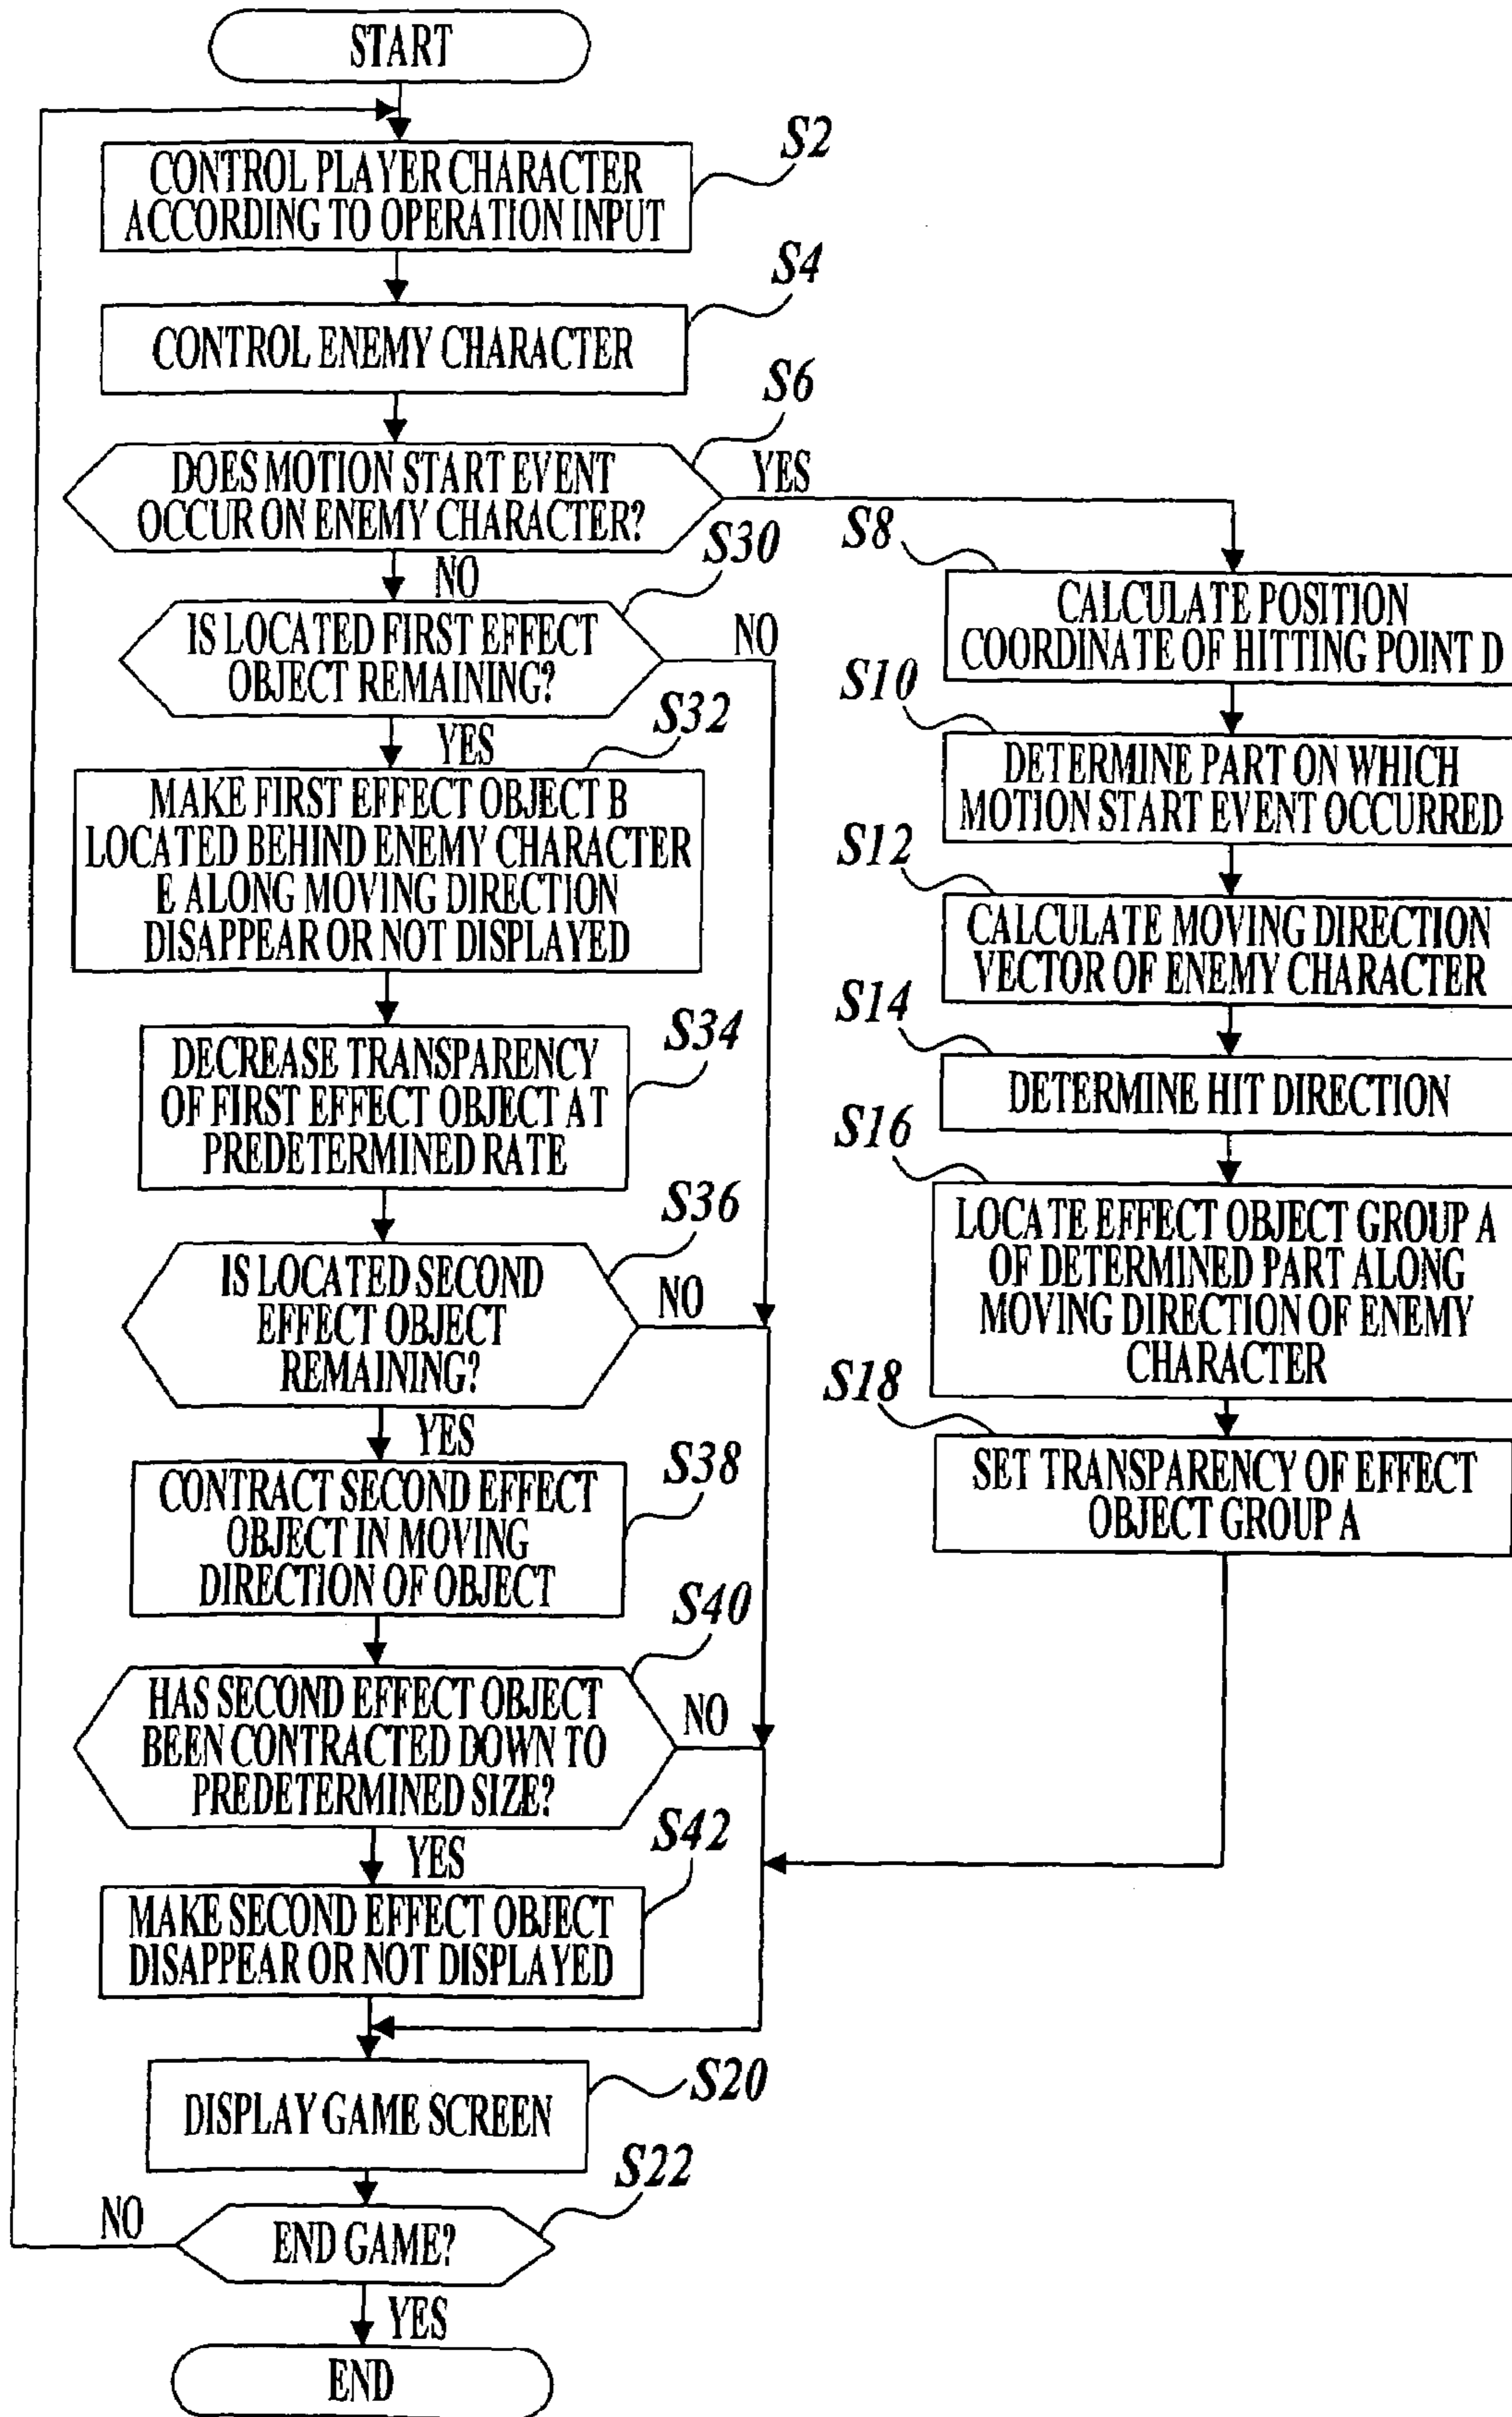 START
S2
CONTROL PLAYER CHARACTER
ACCORDING TO OPERATION INPUT
S4
CONTROL ENEMY CHARACTER
S6
DOES MOTION START EVENT
OCCUR ON ENEMY CHARACTER?
YES
NO
S30
IS LOCATED FIRST EFFECT
OBJECT REMAINING?
NO
YES
S32
MAKE FIRST EFFECT OBJECT B
LOCATED BEHIND ENEMY CHARACTER
E ALONG MOVING DIRECTION
DISAPPEAR OR NOT DISPLAYED
S34
DECREASE TRANSPARENCY
OF FIRST EFFECT OBJECT AT
PREDETERMINED RATE
S36
IS LOCATED SECOND
EFFECT OBJECT
REMAINING?
NO
YES
S38
CONTRACT SECOND EFFECT
OBJECT IN MOVING
DIRECTION OF OBJECT
S40
HAS SECOND EFFECT OBJECT
BEEN CONTRACTED DOWN TO
PREDETERMINED SIZE?
NO
YES
S42
MAKE SECOND EFFECT OBJECT
DISAPPEAR OR NOT DISPLAYED
S8
CALCULATE POSITION
COORDINATE OF HITTING POINT D
S10
DETERMINE PART ON WHICH
MOTION START EVENT OCCURRED
S12
CALCULATE MOVING DIRECTION
VECTOR OF ENEMY CHARACTER
S14
DETERMINE HIT DIRECTION
S16
LOCATE EFFECT OBJECT GROUP A
OF DETERMINED PART ALONG
MOVING DIRECTION OF ENEMY
CHARACTER
S18
SET TRANSPARENCY OF EFFECT
OBJECT GROUP A
S20
DISPLAY GAME SCREEN
S22
END GAME?
NO
YES
END